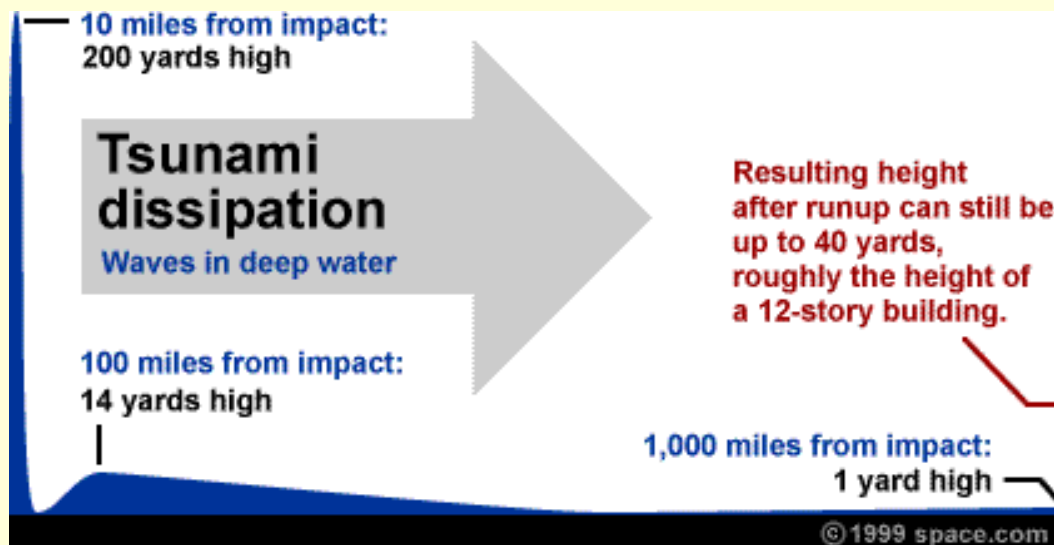 10 miles from impact:
200 yards high
Tsunami
dissipation
Waves in deep water
Resulting height
after runup can still be
up to 40 yards,
roughly the height of
a 12-story building.
100 miles from impact:
14 yards high
1,000 miles from impact:
1 yard high
© 1999 space.com